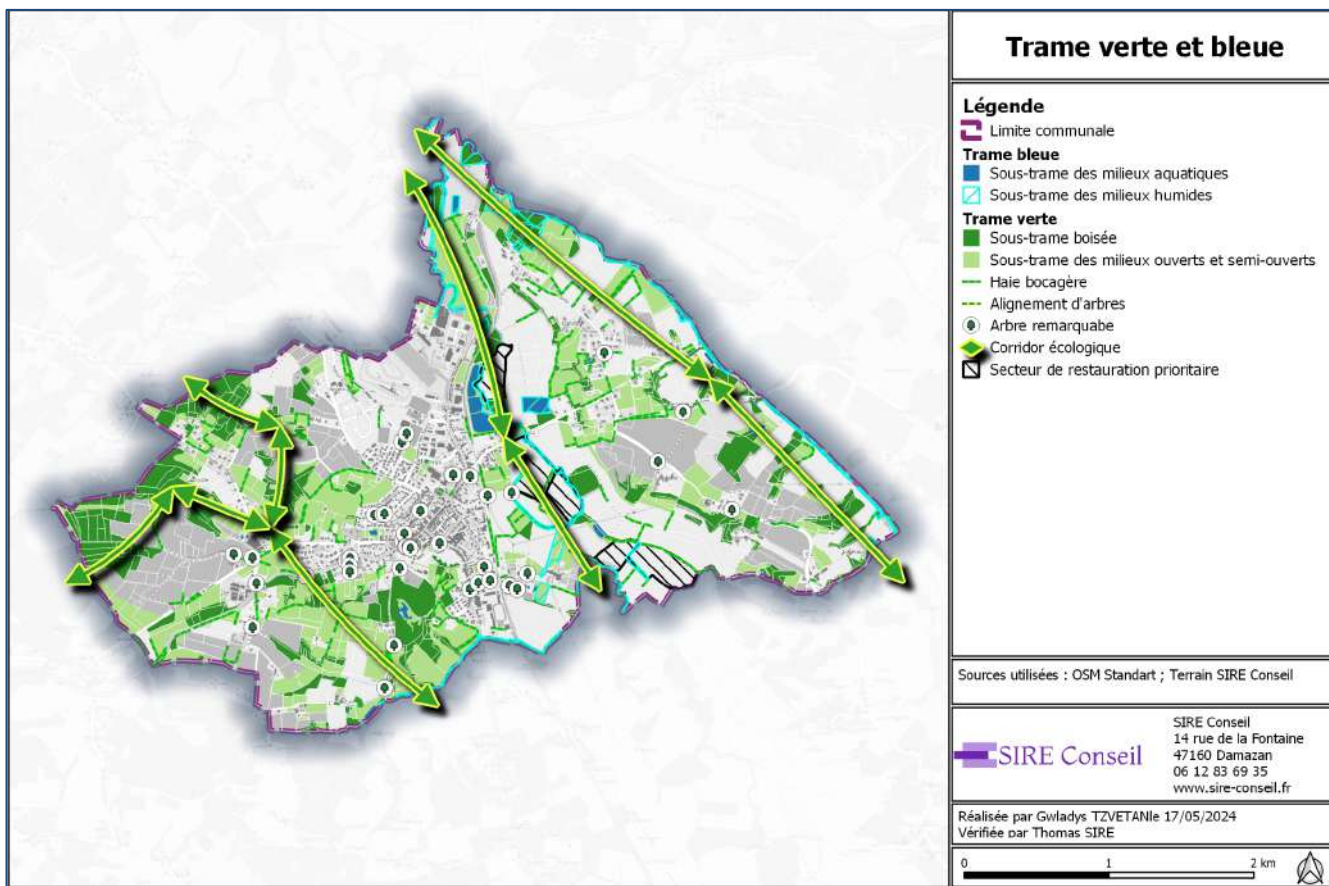 Trame verte et bleue
Légende
Limite communale
Trame bleue
Sous-trame des milieux aquatiques
Sous-trame des milieux humides
Trame verte
Sous-trame boisée
Sous-trame des milieux ouverts et semi-ouverts
Haie bocagère
Alignement d'arbres
Arbre remarquabe
Corridor écologique
Secteur de restauration prioritaire
Sources utilisées : OSM Standart ; Terrain SIRE Conseil
SIRE Conseil
SIRE Conseil
14 rue de la Fontaine
47160 Damazan
06 12 83 69 35
www.sire-conseil.fr
Réalisée par Gwladys TZVETANle 17/05/2024
Vérifiée par Thomas SIRE
0 1 2 km